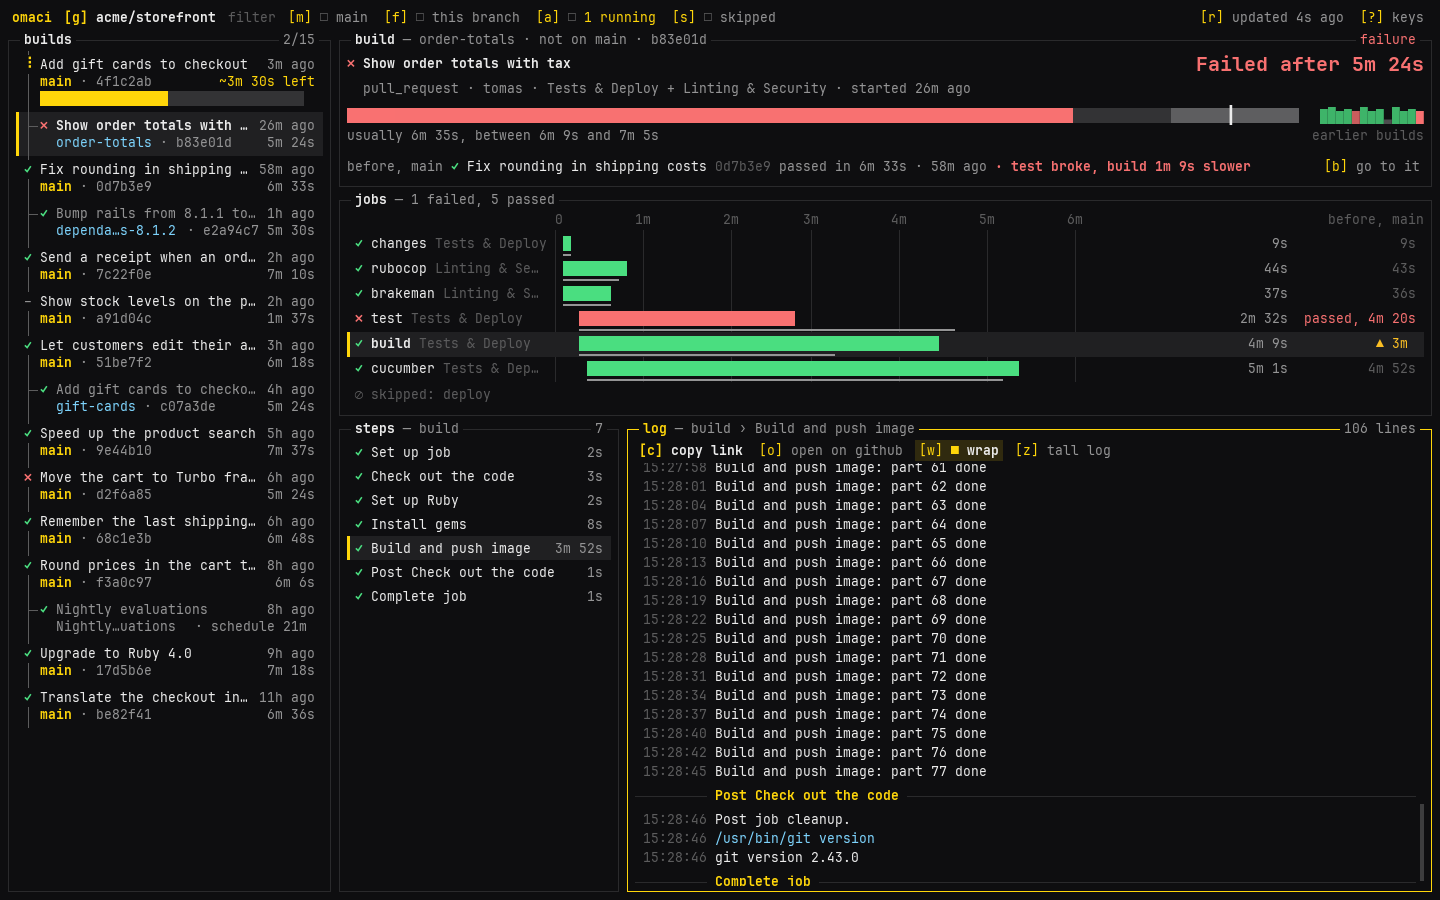 omaci [g] acme/storefront filter [m] □ main [f] □ this branch [a] □ 1 running [s] □ skipped [r] updated 4s ago [?] keys
builds 2/15
Add gift cards to checkout 3m ago
main · 4f1c2ab ~3m 30s left
× Show order totals with … 26m ago
order-totals · b83e01d 5m 24s
✓ Fix rounding in shipping … 58m ago
main · 0d7b3e9 6m 33s
✓ Bump rails from 8.1.1 to… 1h ago
dependa…s-8.1.2 · e2a94c7 5m 30s
✓ Send a receipt when an ord… 2h ago
main · 7c22f0e 7m 10s
– Show stock levels on the p… 2h ago
main · a91d04c 1m 37s
✓ Let customers edit their a… 3h ago
main · 51be7f2 6m 18s
✓ Add gift cards to checko… 4h ago
gift-cards · c07a3de 5m 24s
✓ Speed up the product search 5h ago
main · 9e44b10 7m 37s
× Move the cart to Turbo fra… 6h ago
main · d2f6a85 5m 24s
✓ Remember the last shipping… 6h ago
main · 68c1e3b 6m 48s
✓ Round prices in the cart t… 8h ago
main · f3a0c97 6m 6s
✓ Nightly evaluations 8h ago
Nightly…uations · schedule 21m
✓ Upgrade to Ruby 4.0 9h ago
main · 17d5b6e 7m 18s
✓ Translate the checkout in… 11h ago
main · be82f41 6m 36s
build — order-totals · not on main · b83e01d failure
× Show order totals with tax Failed after 5m 24s
pull_request · tomas · Tests & Deploy + Linting & Security · started 26m ago
usually 6m 35s, between 6m 9s and 7m 5s earlier builds
before, main ✓ Fix rounding in shipping costs 0d7b3e9 passed in 6m 33s · 58m ago · test broke, build 1m 9s slower [b] go to it
jobs — 1 failed, 5 passed
0 1m 2m 3m 4m 5m 6m before, main
✓ changes Tests & Deploy 9s 9s
✓ rubocop Linting & Se… 44s 43s
✓ brakeman Linting & S… 37s 36s
× test Tests & Deploy 2m 32s passed, 4m 20s
✓ build Tests & Deploy 4m 9s ▲ 3m
✓ cucumber Tests & Dep… 5m 1s 4m 52s
⊘ skipped: deploy
steps — build 7
✓ Set up job 2s
✓ Check out the code 3s
✓ Set up Ruby 2s
✓ Install gems 8s
✓ Build and push image 3m 52s
✓ Post Check out the code 1s
✓ Complete job 1s
log — build › Build and push image 106 lines
[c] copy link [o] open on github [w] ■ wrap [z] tall log
15:27:58 Build and push image: part 61 done
15:28:01 Build and push image: part 62 done
15:28:04 Build and push image: part 63 done
15:28:07 Build and push image: part 64 done
15:28:10 Build and push image: part 65 done
15:28:13 Build and push image: part 66 done
15:28:16 Build and push image: part 67 done
15:28:19 Build and push image: part 68 done
15:28:22 Build and push image: part 69 done
15:28:25 Build and push image: part 70 done
15:28:28 Build and push image: part 71 done
15:28:31 Build and push image: part 72 done
15:28:34 Build and push image: part 73 done
15:28:37 Build and push image: part 74 done
15:28:40 Build and push image: part 75 done
15:28:42 Build and push image: part 76 done
15:28:45 Build and push image: part 77 done
Post Check out the code
15:28:46 Post job cleanup.
15:28:46 /usr/bin/git version
15:28:46 git version 2.43.0
Complete job